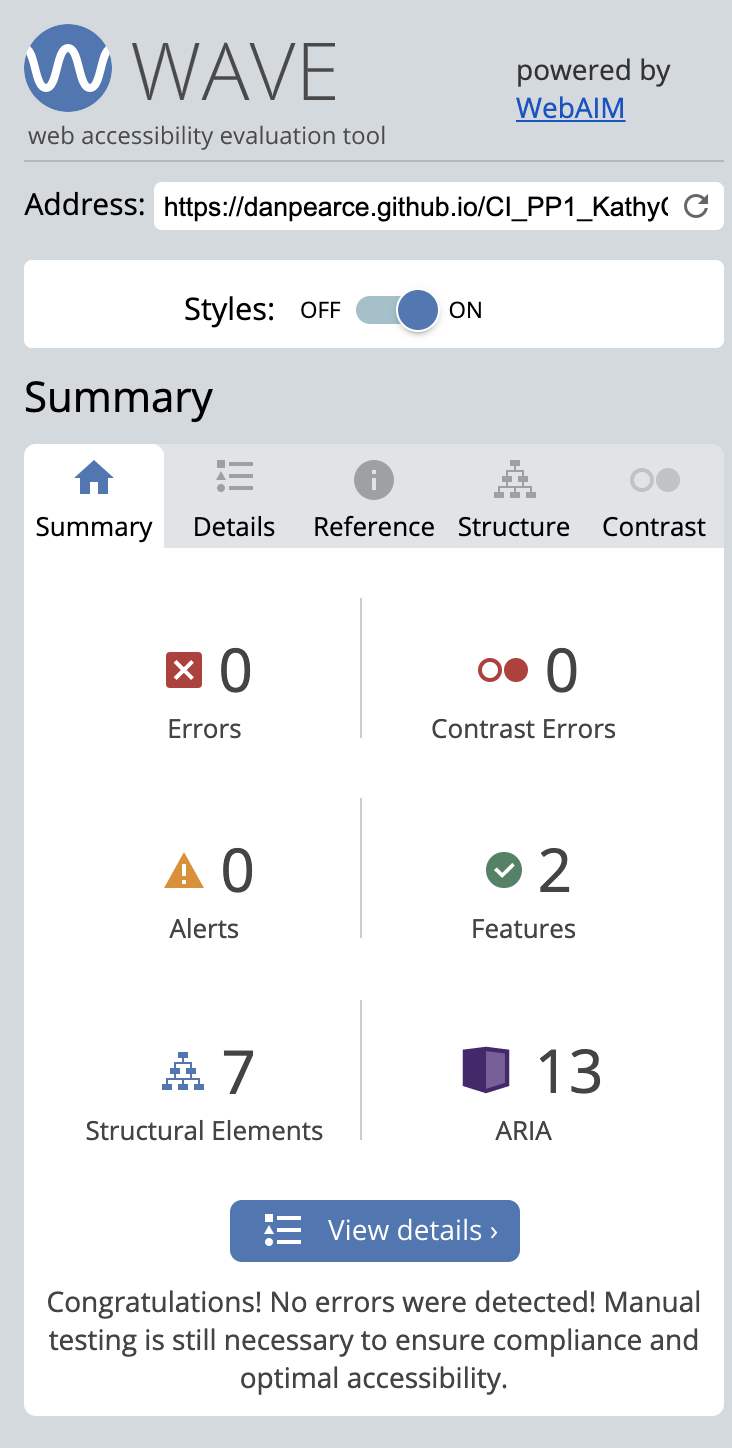 WAVE
powered by
WebAIM
web accessibility evaluation tool
Address: https://danpearce.github.io/CI_PP1_Kathy
Styles: OFF ON
Summary
Summary Details Reference Structure Contrast
0 0
Errors Contrast Errors
0 2
Alerts Features
7 13
Structural Elements ARIA
View details ›
Congratulations! No errors were detected! Manual
testing is still necessary to ensure compliance and
optimal accessibility.